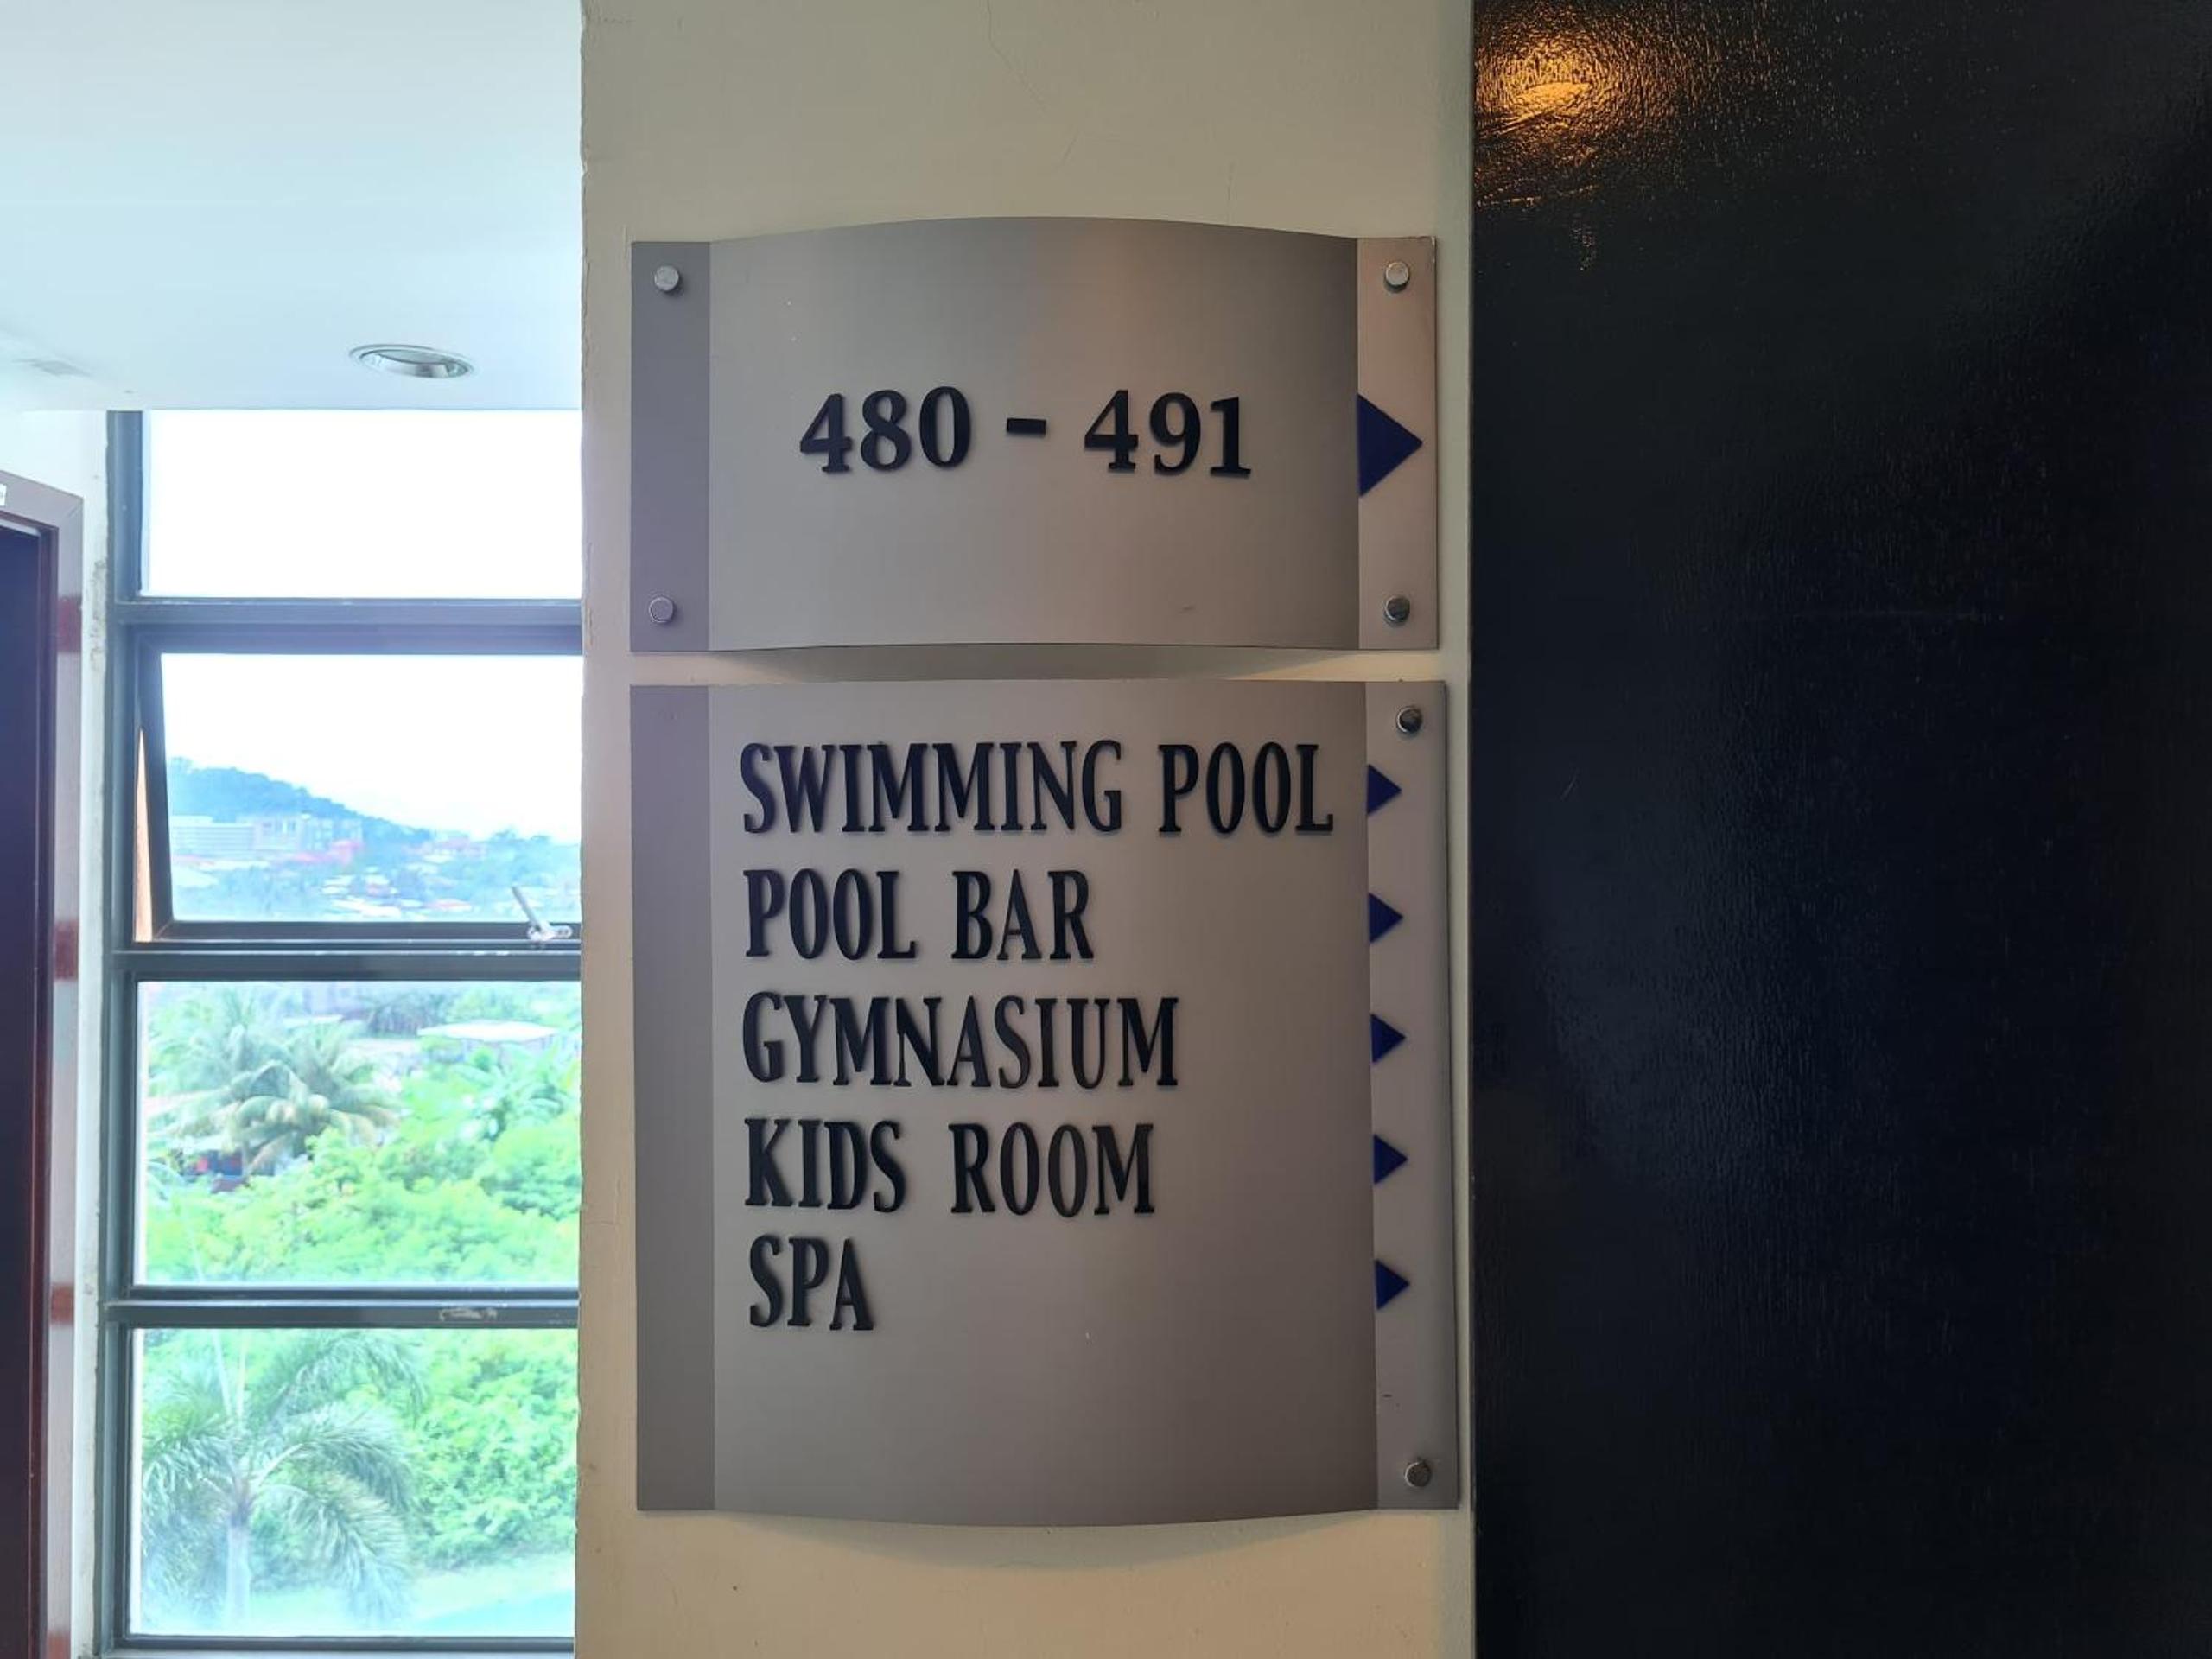 480 - 491
SWIMMING POOL
POOL BAR
GYMNASIUM
KIDS ROOM
SPA